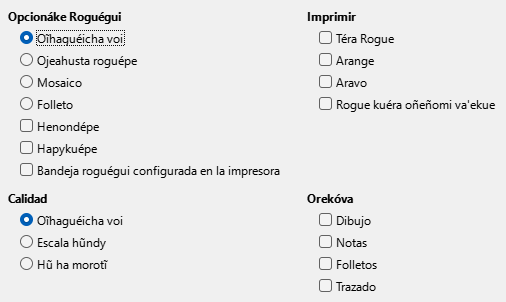 Opcionáke Roguégui
Oĩhaguéicha voi
Ojeahusta roguépe
Mosaico
Folleto
Henondépe
Hapykuépe
Bandeja roguégui configurada en la impresora
Imprimir
Téra Rogue
Arange
Aravo
Rogue kuéra oñeñomi va'ekue
Calidad
Oĩhaguéicha voi
Escala hũndy
Hũ ha morotĩ
Orekóva
Dibujo
Notas
Folletos
Trazado